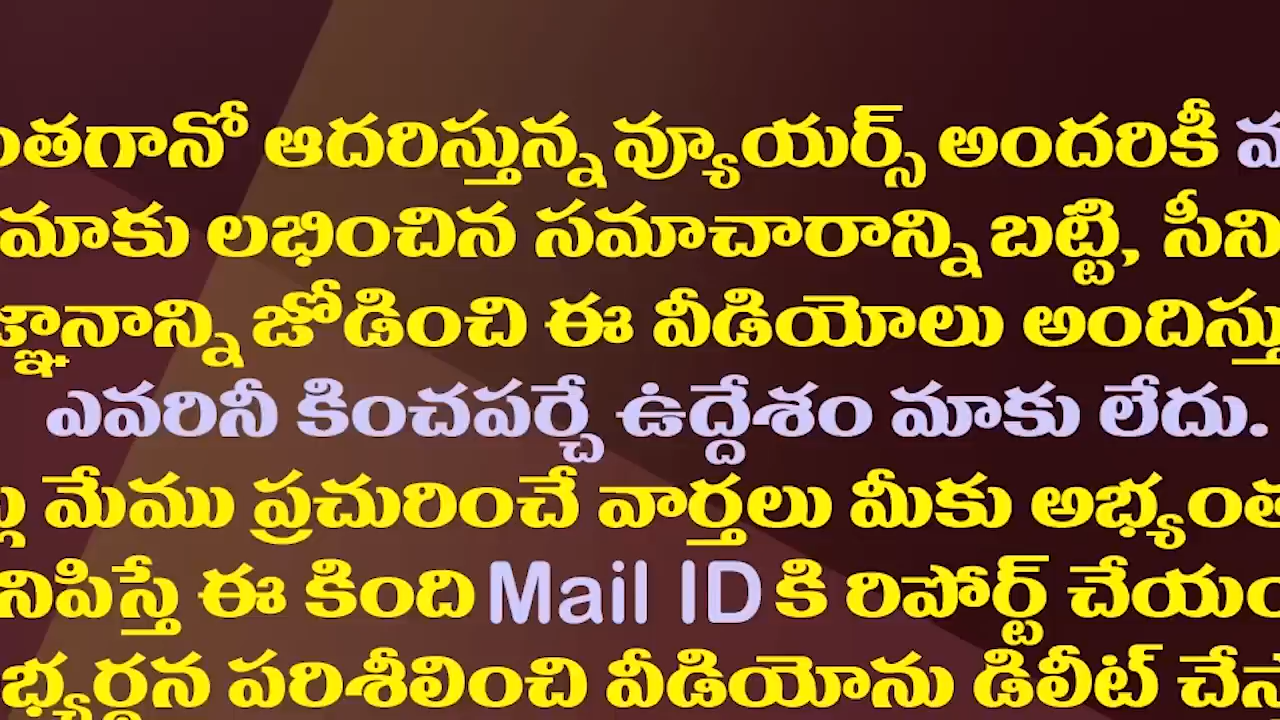 ఆదరిస్తున్న వ్యూయర్స్ అందరికీ
మాకు లభించిన సమాచారాన్ని బట్టి,
జోడించి ఈ వీడియోలు
ఎవరినీ కించపర్చే ఉద్దేశం మాకు లేదు.
మేము ప్రచురించే వార్తలు మీకు
ఈ కింది Mail ID కి రిపోర్ట్
పరిశీలించి వీడియోను డిలీట్